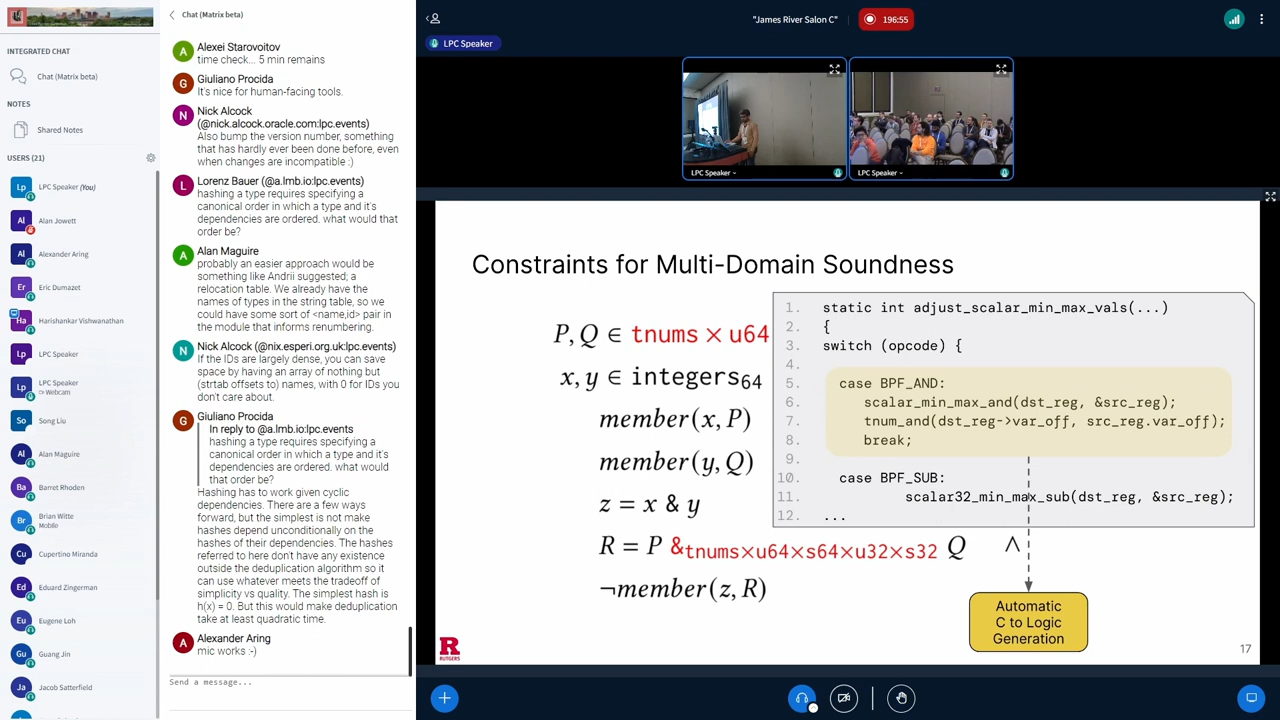 INTEGRATED CHAT
Chat (Matrix beta)
NOTES
Shared Notes
USERS (21)
Lp LPC Speaker (You)
Al Alan Jowett
Al Alexander Aring
Er Eric Dumazet
Ha Harishankar Vishwanathan
Lp LPC Speaker
Lp LPC Speaker
Webcam
So Song Liu
Al Alan Maguire
Ba Barret Rhoden
Br Brian Witte
Mobile
Cu Cupertino Miranda
Ed Eduard Zingerman
Eu Eugene Loh
Gu Guang Jin
Ja Jacob Satterfield
Chat (Matrix beta)
A Alexei Starovoitov
time check... 5 min remains
G Giuliano Procida
It's nice for human-facing tools.
N Nick Alcock
(@nick.alcock.oracle.com:lpc.events)
Also bump the version number, something
that has hardly ever been done before, even
when changes are incompatible :)
L Lorenz Bauer (@a.lmb.io:lpc.events)
hashing a type requires specifying a
canonical order in which a type and it's
dependencies are ordered. what would that
order be?
A Alan Maguire
probably an easier approach would be
something like Andrii suggested; a
relocation table. We already have the
names of types in the string table, so we
could have some sort of <name,id> pair in
the module that informs renumbering.
N Nick Alcock (@nix.esperi.org.uk:lpc.events)
If the IDs are largely dense, you can save
space by having an array of nothing but
(strtab offsets to) names, with 0 for IDs you
don't care about.
G Giuliano Procida
In reply to @a.lmb.io:lpc.events
hashing a type requires specifying a
canonical order in which a type and it's
dependencies are ordered. what would
that order be?
Hashing has to work given cyclic
dependencies. There are a few ways
forward, but the simplest is not make
hashes depend unconditionally on the
hashes of their dependencies. The hashes
referred to here don't have any existence
outside the deduplication algorithm so it
can use whatever meets the tradeoff of
simplicity vs quality. The simplest hash is
h(x) = 0. But this would make deduplication
take at least quadratic time.
A Alexander Aring
mic works :-)
Send a message...
"James River Salon C"
196:55
LPC Speaker
LPC Speaker
LPC Speaker
Constraints for Multi-Domain Soundness
P, Q ∈ tnums × u64
x, y ∈ integers₆₄
member(x, P)
member(y, Q)
z = x & y
R = P &tnums×u64×s64×u32×s32 Q ∧
¬member(z, R)
1. static int adjust_scalar_min_max_vals(...)
2. {
3. switch (opcode) {
4.
5. case BPF_AND:
6. scalar_min_max_and(dst_reg, &src_reg);
7. tnum_and(dst_reg->var_off, src_reg.var_off);
8. break;
9.
10. case BPF_SUB:
11. scalar32_min_max_sub(dst_reg, &src_reg);
12. ...
Automatic
C to Logic
Generation
R
RUTGERS
17